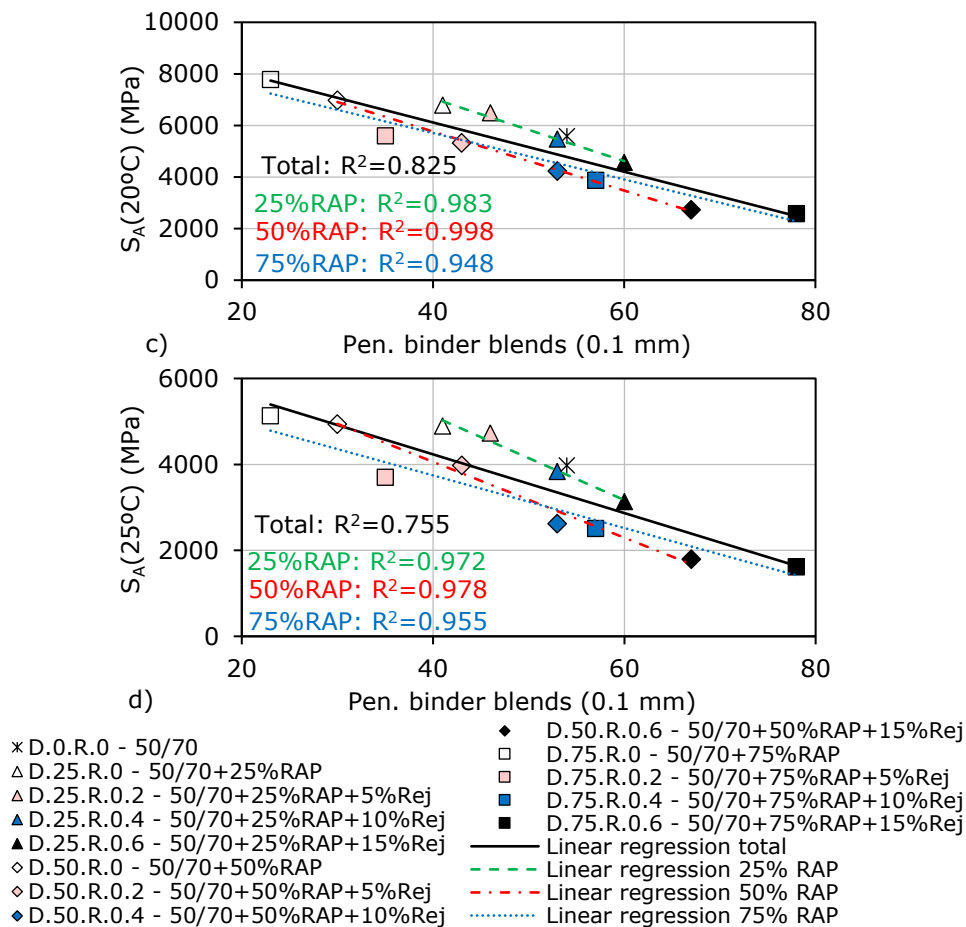 10000
8000
6000
4000
2000
0
S_A(20ºC) (MPa)
Total: R²=0.825
25%RAP: R²=0.983
50%RAP: R²=0.998
75%RAP: R²=0.948
20 40 60 80
c) Pen. binder blends (0.1 mm)
6000
4000
2000
0
S_A(25ºC) (MPa)
Total: R²=0.755
25%RAP: R²=0.972
50%RAP: R²=0.978
75%RAP: R²=0.955
20 40 60 80
d) Pen. binder blends (0.1 mm)
D.0.R.0 - 50/70
D.25.R.0 - 50/70+25%RAP
D.25.R.0.2 - 50/70+25%RAP+5%Rej
D.25.R.0.4 - 50/70+25%RAP+10%Rej
D.25.R.0.6 - 50/70+25%RAP+15%Rej
D.50.R.0 - 50/70+50%RAP
D.50.R.0.2 - 50/70+50%RAP+5%Rej
D.50.R.0.4 - 50/70+50%RAP+10%Rej
D.50.R.0.6 - 50/70+50%RAP+15%Rej
D.75.R.0 - 50/70+75%RAP
D.75.R.0.2 - 50/70+75%RAP+5%Rej
D.75.R.0.4 - 50/70+75%RAP+10%Rej
D.75.R.0.6 - 50/70+75%RAP+15%Rej
Linear regression total
Linear regression 25% RAP
Linear regression 50% RAP
Linear regression 75% RAP